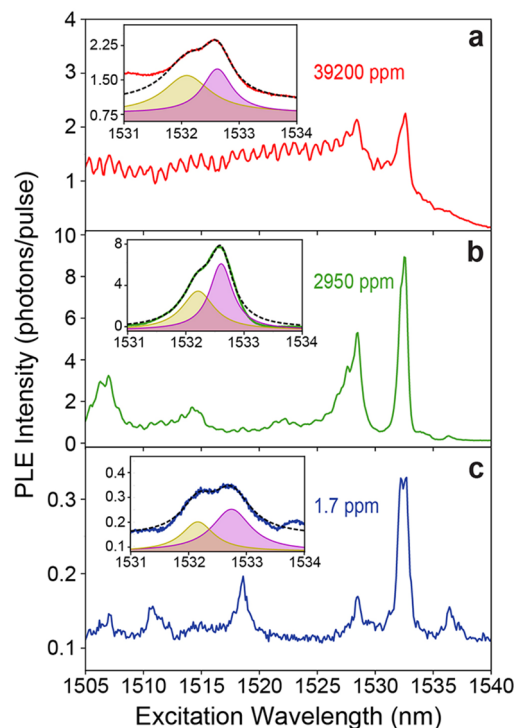 PLE Intensity (photons/pulse)
4
3
2
1
a
39200 ppm
2.25
1.50
0.75
1531 1532 1533 1534
10
8
6
4
2
0
b
2950 ppm
8
4
0
1531 1532 1533 1534
0.3
0.2
0.1
c
1.7 ppm
0.4
0.3
0.2
0.1
1531 1532 1533 1534
1505 1510 1515 1520 1525 1530 1535 1540
Excitation Wavelength (nm)